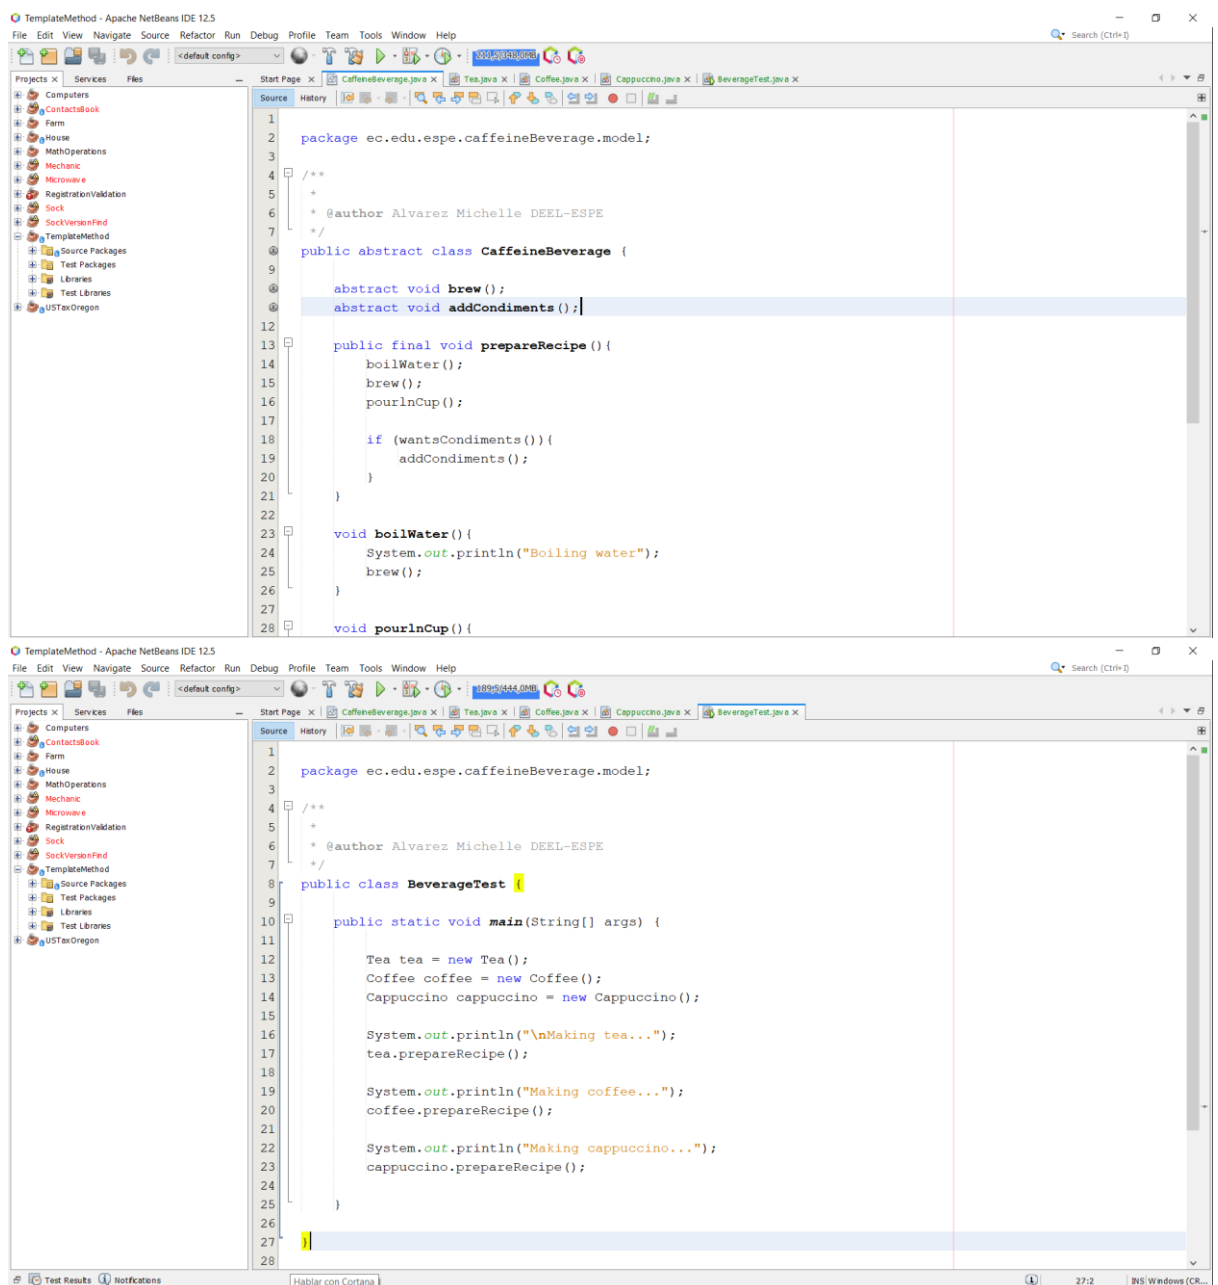 TemplateMethod - Apache NetBeans IDE 12.5
File Edit View Navigate Source Refactor Run Debug Profile Team Tools Window Help
Search (Ctrl+I)
<default config>
211,5/348,0MB
Projects Services Files
Start Page CaffeineBeverage.java Tea.java Coffee.java Cappuccino.java BeverageTest.java
Computers
ContactsBook
Farm
House
MathOperations
Mechanic
Microwave
RegistrationValidation
Sock
SockVersionFind
TemplateMethod
Source Packages
Test Packages
Libraries
Test Libraries
USTaxOregon
Source History
1
2 package ec.edu.espe.caffeineBeverage.model;
3
4 /**
5 *
6 * @author Alvarez Michelle DEEL-ESPE
7 */
public abstract class CaffeineBeverage {
9
abstract void brew();
abstract void addCondiments();
12
13 public final void prepareRecipe(){
14 boilWater();
15 brew();
16 pourlnCup();
17
18 if (wantsCondiments()){
19 addCondiments();
20 }
21 }
22
23 void boilWater(){
24 System.out.println("Boiling water");
25 brew();
26 }
27
28 void pourlnCup(){
TemplateMethod - Apache NetBeans IDE 12.5
File Edit View Navigate Source Refactor Run Debug Profile Team Tools Window Help
Search (Ctrl+I)
<default config>
189,5/444,0MB
Projects Services Files
Start Page CaffeineBeverage.java Tea.java Coffee.java Cappuccino.java BeverageTest.java
Computers
ContactsBook
Farm
House
MathOperations
Mechanic
Microwave
RegistrationValidation
Sock
SockVersionFind
TemplateMethod
Source Packages
Test Packages
Libraries
Test Libraries
USTaxOregon
Source History
1
2 package ec.edu.espe.caffeineBeverage.model;
3
4 /**
5 *
6 * @author Alvarez Michelle DEEL-ESPE
7 */
8 public class BeverageTest {
9
10 public static void main(String[] args) {
11
12 Tea tea = new Tea();
13 Coffee coffee = new Coffee();
14 Cappuccino cappuccino = new Cappuccino();
15
16 System.out.println("\nMaking tea...");
17 tea.prepareRecipe();
18
19 System.out.println("Making coffee...");
20 coffee.prepareRecipe();
21
22 System.out.println("Making cappuccino...");
23 cappuccino.prepareRecipe();
24
25 }
26
27 }
28
Test Results Notifications
Hablar con Cortana
27:2 INS Windows (CR...